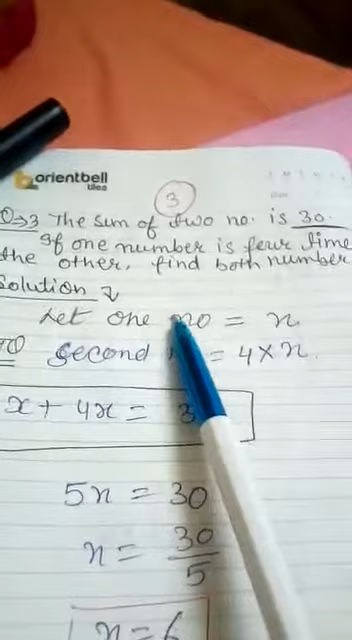 orientbell
tiles
3
Q→3 The sum of two no. is 30.
If one number is four time
the other, find both number
Solution
Let one no = x
Second = 4 × x.
x + 4x = 3
5x = 30
x = 30/5
x = 6